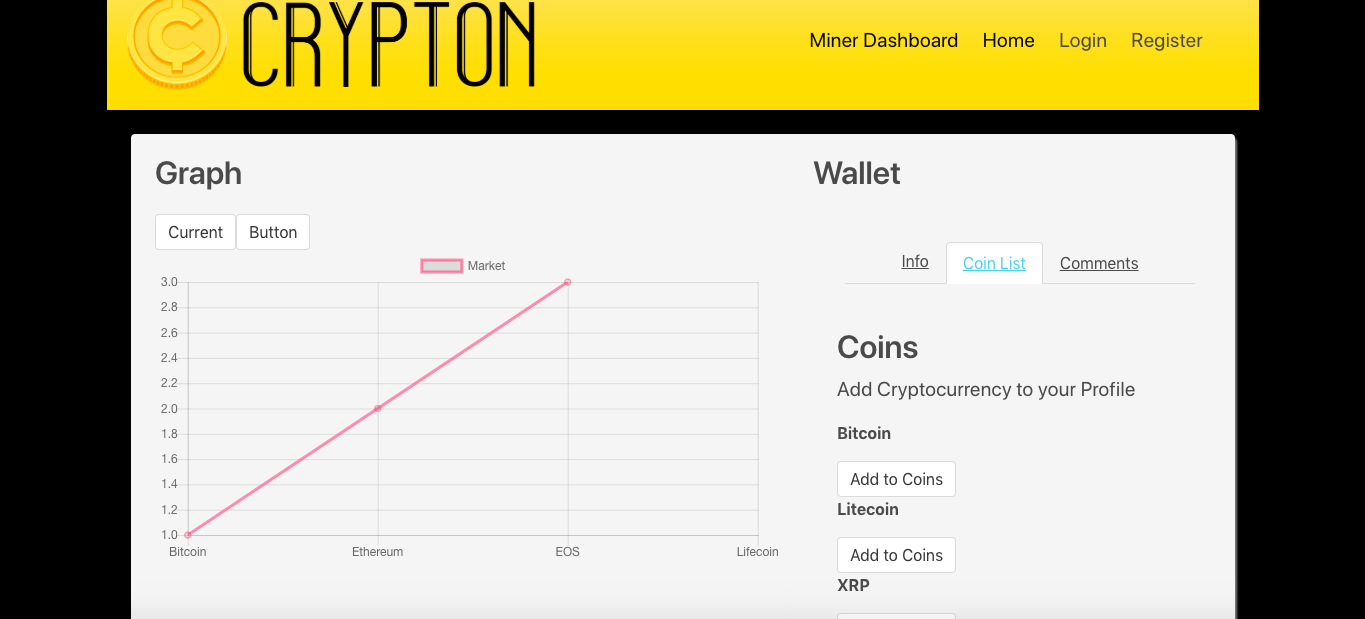 CRYPTON
Miner Dashboard Home Login Register
Graph
Current Button
Market
3.0
2.8
2.6
2.4
2.2
2.0
1.8
1.6
1.4
1.2
1.0
Bitcoin Ethereum EOS Lifecoin
Wallet
Info Coin List Comments
Coins
Add Cryptocurrency to your Profile
Bitcoin
Add to Coins
Litecoin
Add to Coins
XRP